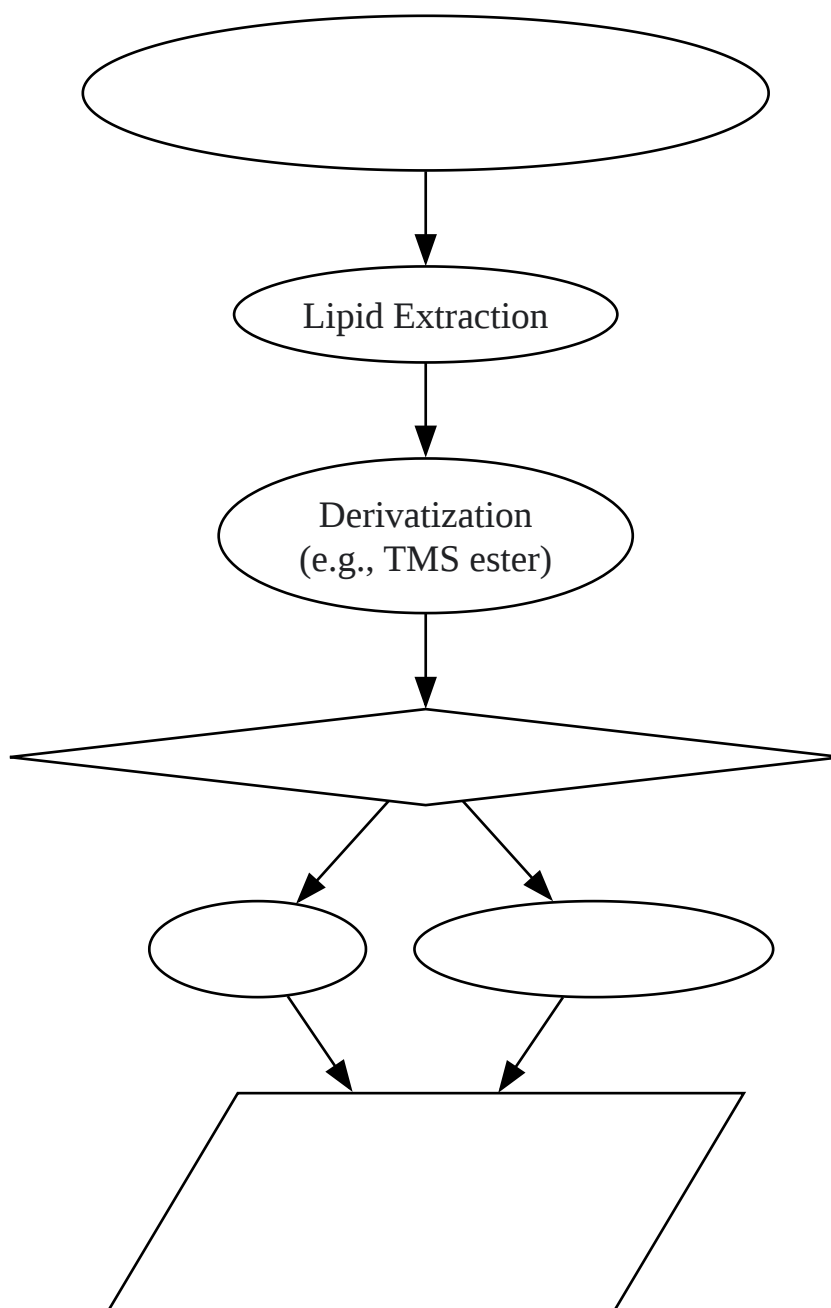 Lipid Extraction
Derivatization
(e.g., TMS ester)